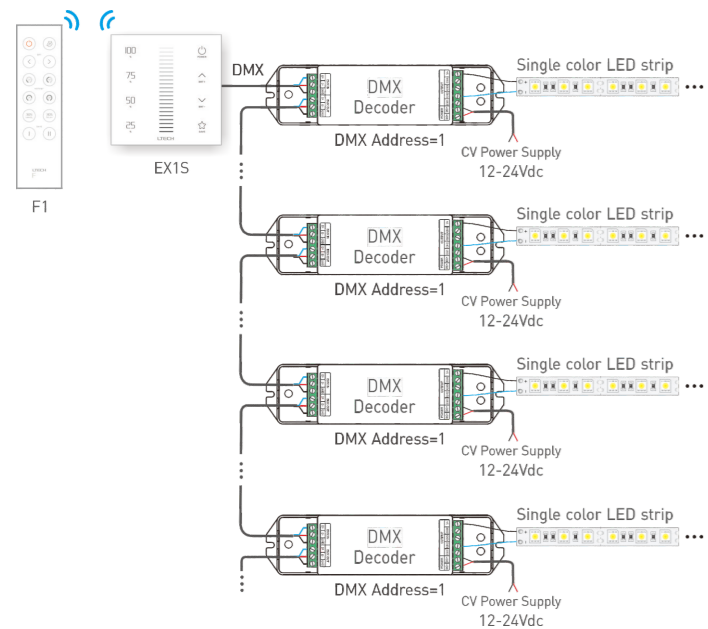 100
%
75
%
50
%
25
%
LTECH
EX1S
LTECH
F1
DMX
DMX
Decoder
DMX Address=1
Single color LED strip
CV Power Supply
12-24Vdc
DMX
Decoder
DMX Address=1
Single color LED strip
CV Power Supply
12-24Vdc
DMX
Decoder
DMX Address=1
Single color LED strip
CV Power Supply
12-24Vdc
DMX
Decoder
DMX Address=1
Single color LED strip
CV Power Supply
12-24Vdc